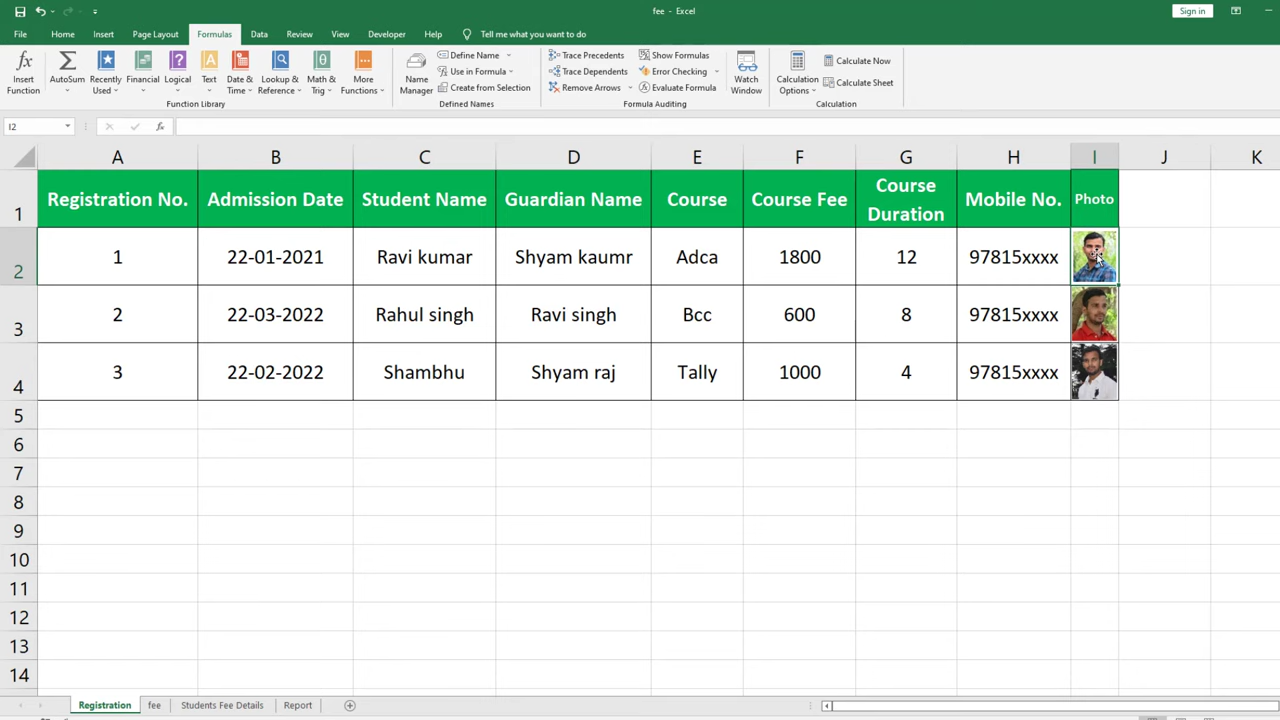 fee - Excel
Sign in
File Home Insert Page Layout Formulas Data Review View Developer Help Tell me what you want to do
Insert Function
AutoSum
Recently Used
Financial
Logical
Text
Date & Time
Lookup & Reference
Math & Trig
More Functions
Function Library
Name Manager
Define Name
Use in Formula
Create from Selection
Defined Names
Trace Precedents
Trace Dependents
Remove Arrows
Show Formulas
Error Checking
Evaluate Formula
Formula Auditing
Watch Window
Calculation Options
Calculate Now
Calculate Sheet
Calculation
I2
fx
A B C D E F G H I J K
1 Registration No. Admission Date Student Name Guardian Name Course Course Fee Course Duration Mobile No. Photo
2 1 22-01-2021 Ravi kumar Shyam kaumr Adca 1800 12 97815xxxx
3 2 22-03-2022 Rahul singh Ravi singh Bcc 600 8 97815xxxx
4 3 22-02-2022 Shambhu Shyam raj Tally 1000 4 97815xxxx
5
6
7
8
9
10
11
12
13
14
Registration fee Students Fee Details Report